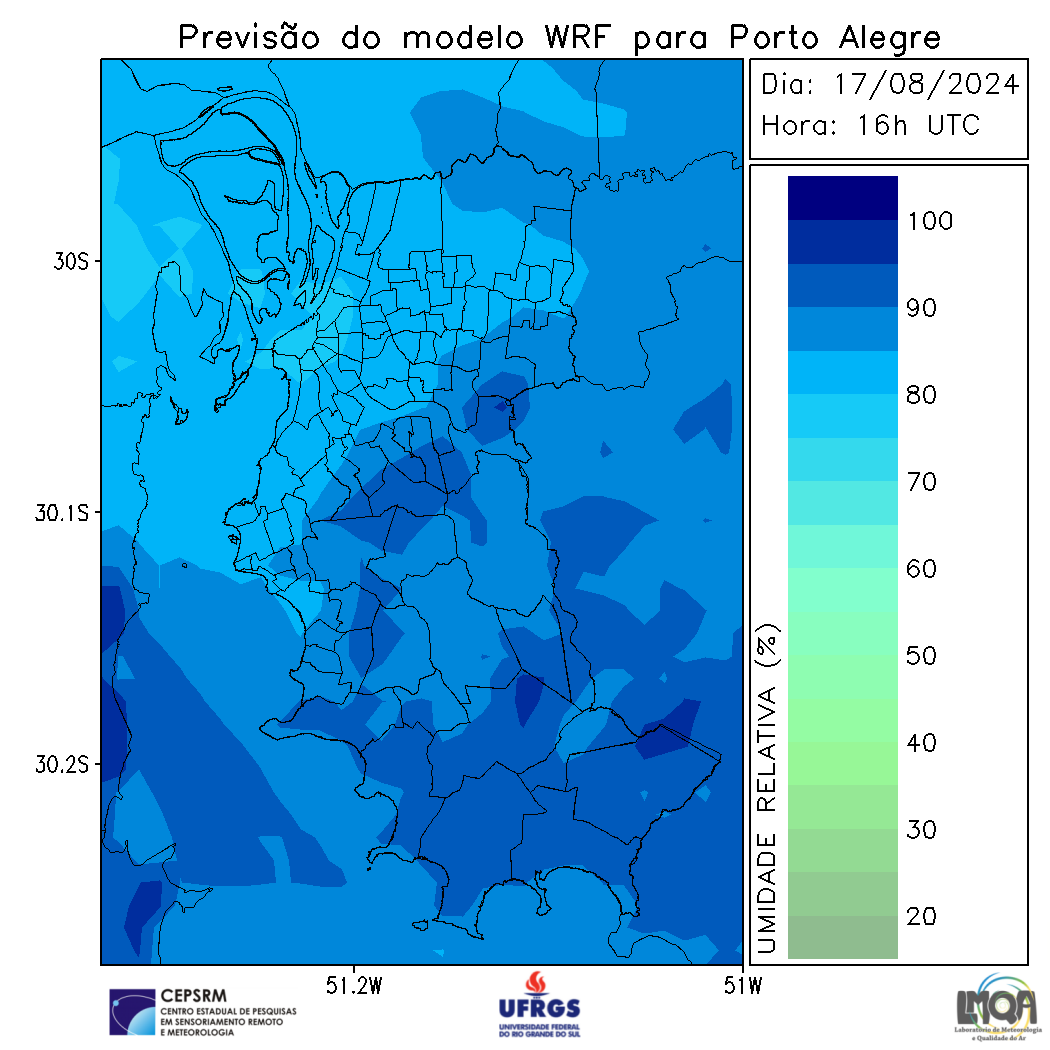 Previsão do modelo WRF para Porto Alegre
Dia: 17/08/2024
Hora: 16h UTC
30S
30.1S
30.2S
51.2W
51W
100
90
80
70
60
50
40
30
20
UMIDADE RELATIVA (%)
CEPSRM
CENTRO ESTADUAL DE PESQUISAS
EM SENSORIAMENTO REMOTO
E METEOROLOGIA
UFRGS
UNIVERSIDADE FEDERAL
DO RIO GRANDE DO SUL
LMQA
Laboratório de Meteorologia
e Qualidade do Ar